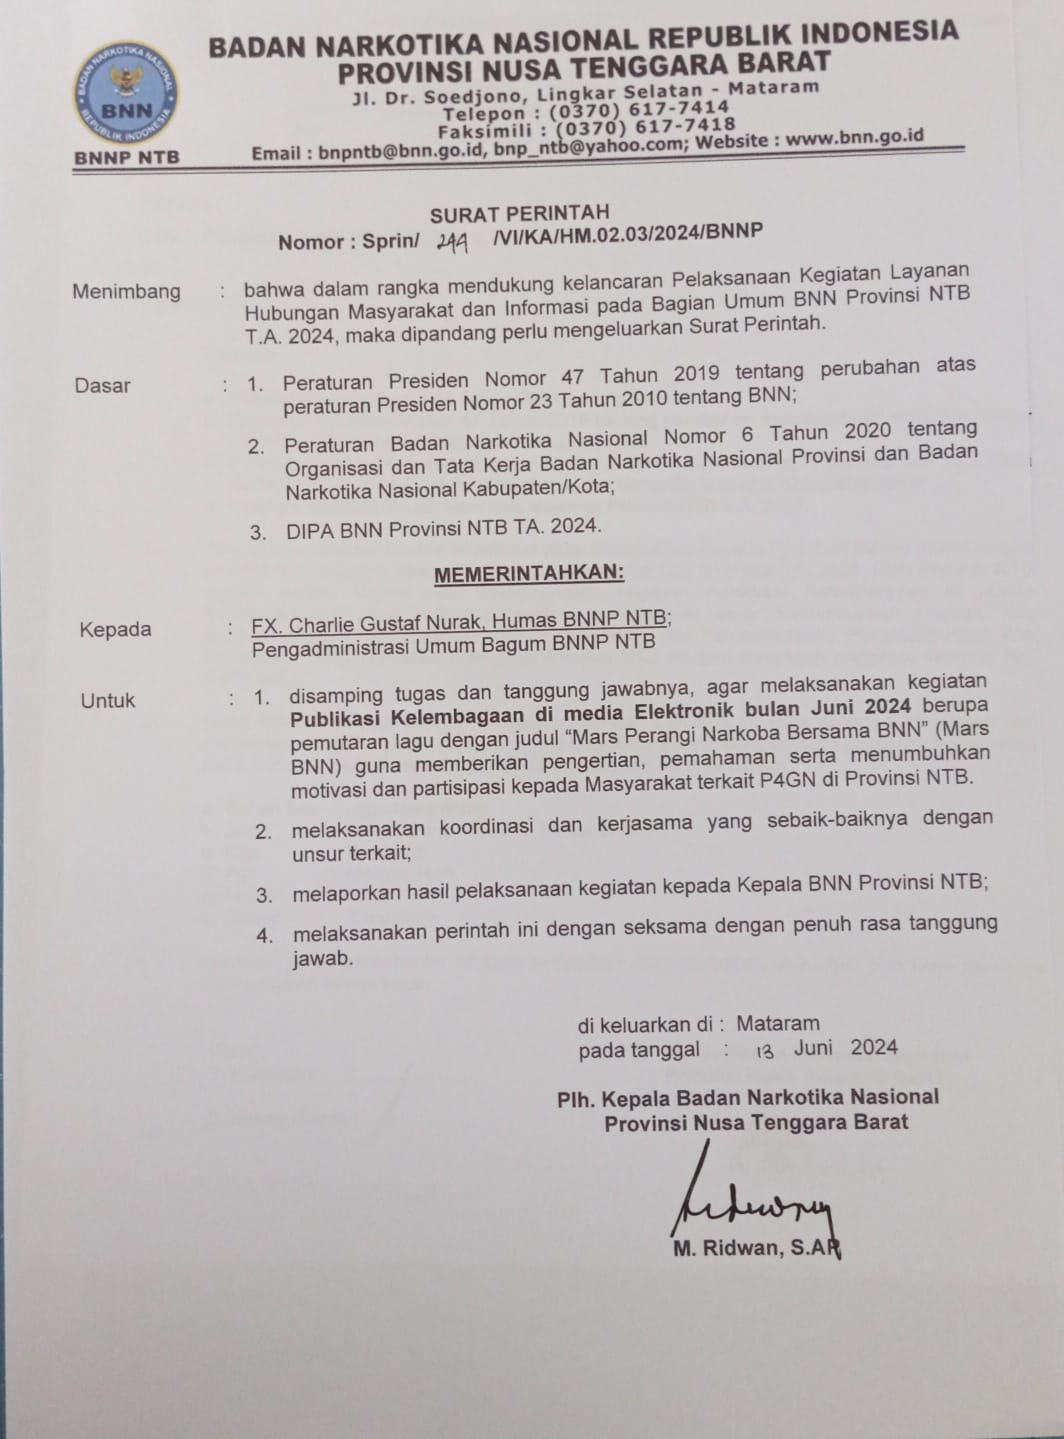 BADAN NARKOTIKA NASIONAL REPUBLIK INDONESIA
PROVINSI NUSA TENGGARA BARAT
Jl. Dr. Soedjono, Lingkar Selatan - Mataram
Telepon : (0370) 617-7414
Faksimili : (0370) 617-7418
Email : bnpntb@bnn.go.id, bnp_ntb@yahoo.com; Website : www.bnn.go.id
BADAN NARKOTIKA NASIONAL
BNN
REPUBLIK INDONESIA
BNNP NTB
SURAT PERINTAH
Nomor : Sprin/ 244 /VI/KA/HM.02.03/2024/BNNP
Menimbang : bahwa dalam rangka mendukung kelancaran Pelaksanaan Kegiatan Layanan
Hubungan Masyarakat dan Informasi pada Bagian Umum BNN Provinsi NTB
T.A. 2024, maka dipandang perlu mengeluarkan Surat Perintah.
Dasar : 1. Peraturan Presiden Nomor 47 Tahun 2019 tentang perubahan atas
peraturan Presiden Nomor 23 Tahun 2010 tentang BNN;
2. Peraturan Badan Narkotika Nasional Nomor 6 Tahun 2020 tentang
Organisasi dan Tata Kerja Badan Narkotika Nasional Provinsi dan Badan
Narkotika Nasional Kabupaten/Kota;
3. DIPA BNN Provinsi NTB TA. 2024.
MEMERINTAHKAN:
Kepada : FX. Charlie Gustaf Nurak, Humas BNNP NTB;
Pengadministrasi Umum Bagum BNNP NTB
Untuk : 1. disamping tugas dan tanggung jawabnya, agar melaksanakan kegiatan
Publikasi Kelembagaan di media Elektronik bulan Juni 2024 berupa
pemutaran lagu dengan judul “Mars Perangi Narkoba Bersama BNN” (Mars
BNN) guna memberikan pengertian, pemahaman serta menumbuhkan
motivasi dan partisipasi kepada Masyarakat terkait P4GN di Provinsi NTB.
2. melaksanakan koordinasi dan kerjasama yang sebaik-baiknya dengan
unsur terkait;
3. melaporkan hasil pelaksanaan kegiatan kepada Kepala BNN Provinsi NTB;
4. melaksanakan perintah ini dengan seksama dengan penuh rasa tanggung
jawab.
di keluarkan di : Mataram
pada tanggal : 13 Juni 2024
Plh. Kepala Badan Narkotika Nasional
Provinsi Nusa Tenggara Barat
M. Ridwan, S.AP